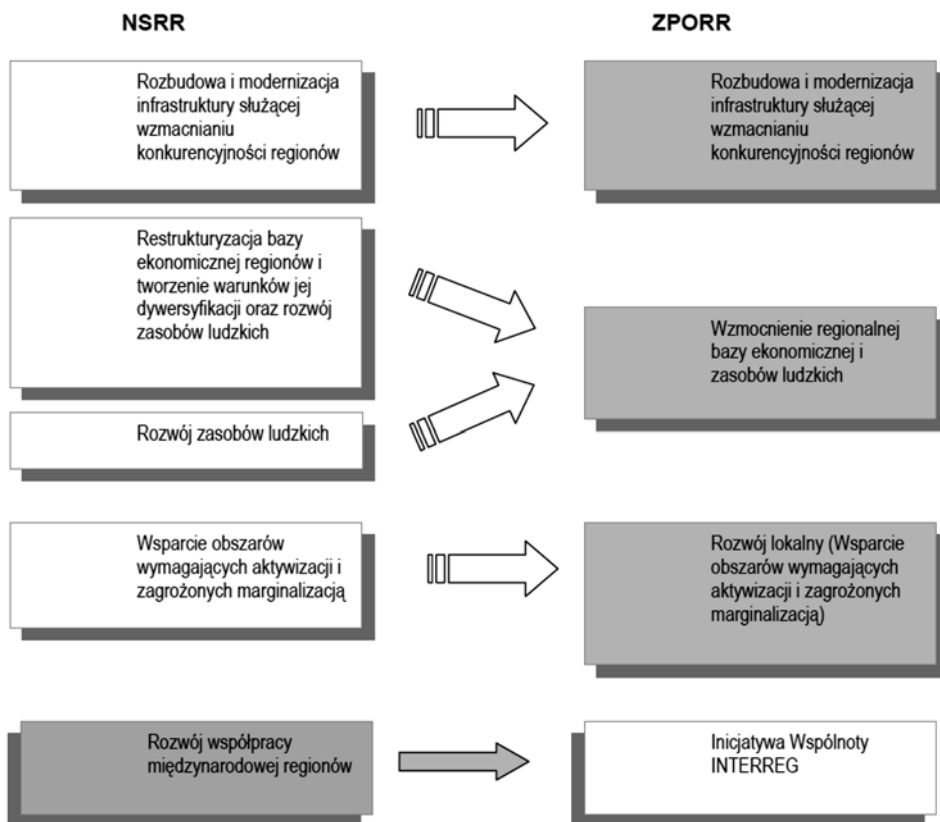 NSRR
ZPORR
Rozbudowa i modernizacja
infrastruktury służącej
wzmacnianiu
konkurencyjności regionów
Rozbudowa i modernizacja
infrastruktury służącej
wzmacnianiu
konkurencyjności regionów
Restrukturyzacja bazy
ekonomicznej regionów i
tworzenie warunków jej
dywersyfikacji oraz rozwój
zasobów ludzkich
Wzmocnienie regionalnej
bazy ekonomicznej i
zasobów ludzkich
Rozwój zasobów ludzkich
Wsparcie obszarów
wymagających aktywizacji i
zagrożonych marginalizacją
Rozwój lokalny (Wsparcie
obszarów wymagających
aktywizacji i zagrożonych
marginalizacją)
Rozwój współpracy
międzynarodowej regionów
Inicjatywa Wspólnoty
INTERREG